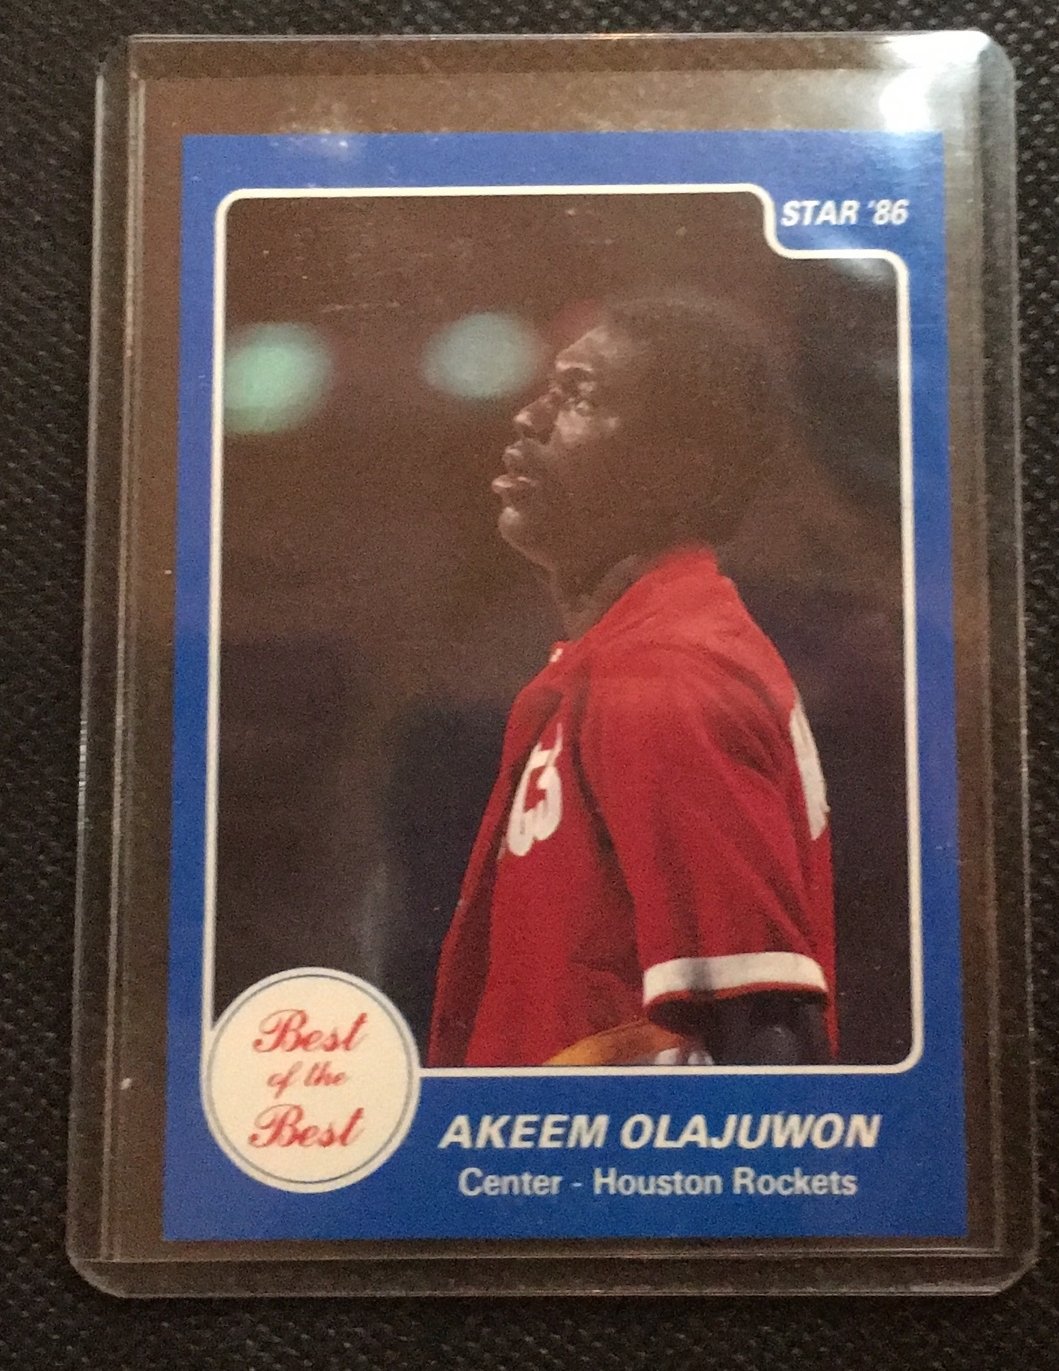 STAR '86
Best
of the
Best
AKEEM OLAJUWON
Center - Houston Rockets